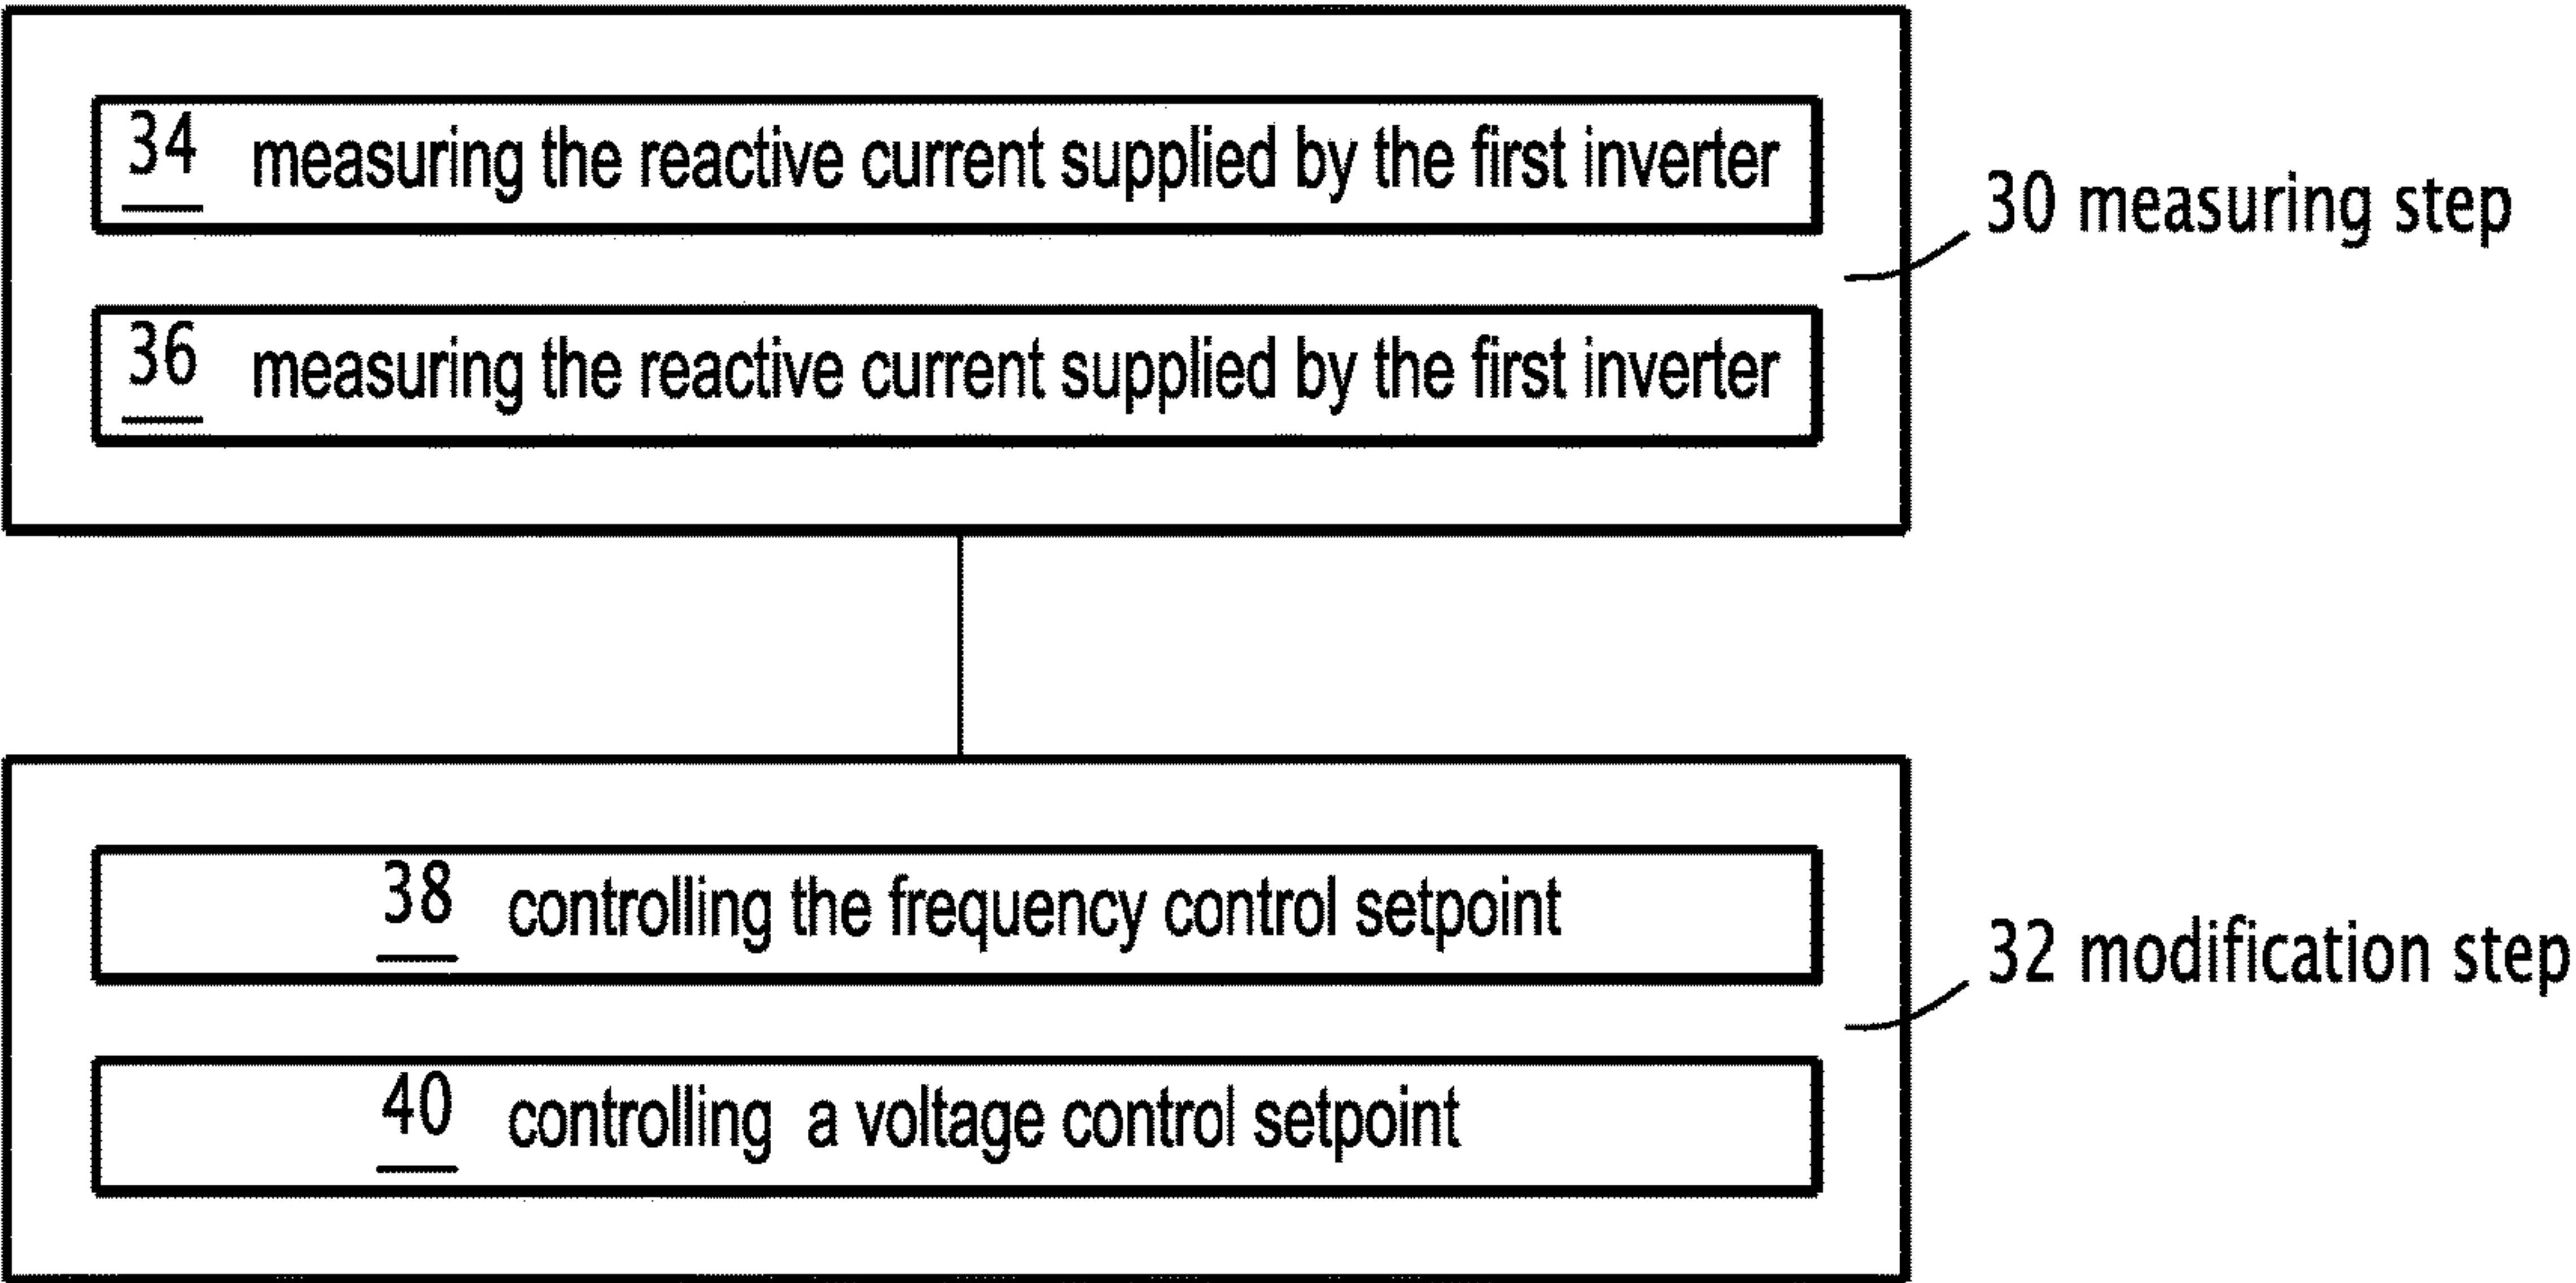 34 measuring the reactive current supplied by the first inverter
30 measuring step
36 measuring the reactive current supplied by the first inverter
38 controlling the frequency control setpoint
32 modification step
40 controlling a voltage control setpoint